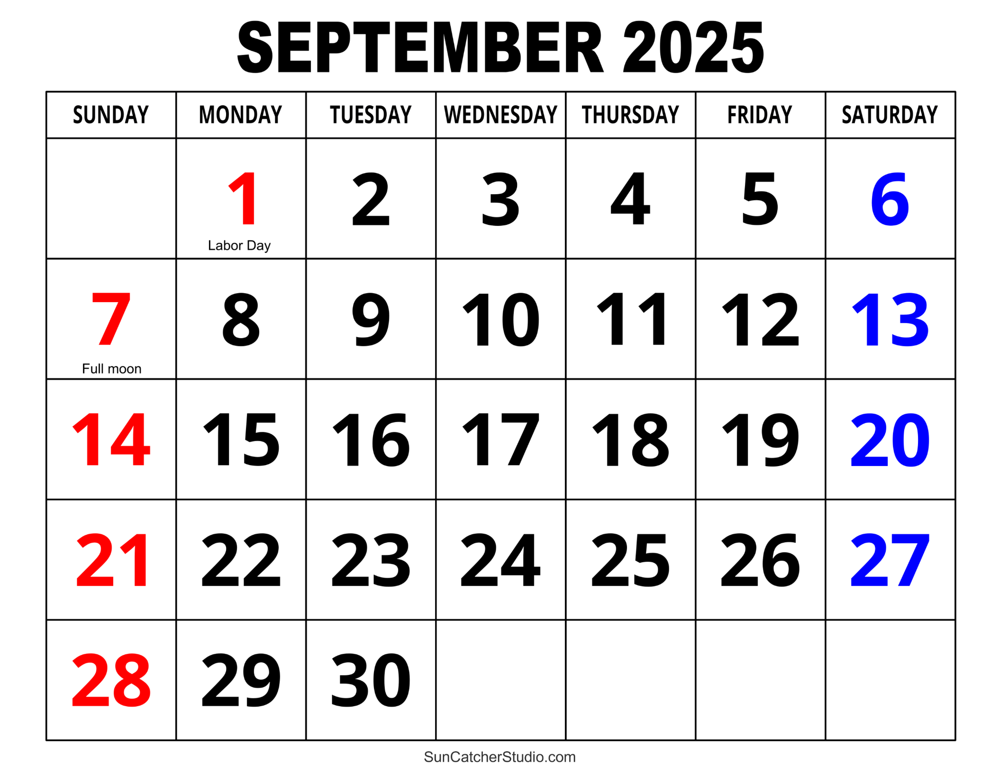 SEPTEMBER 2025
SUNDAY MONDAY TUESDAY WEDNESDAY THURSDAY FRIDAY SATURDAY
1 2 3 4 5 6
Labor Day
7 8 9 10 11 12 13
Full moon
14 15 16 17 18 19 20
21 22 23 24 25 26 27
28 29 30
SunCatcherStudio.com